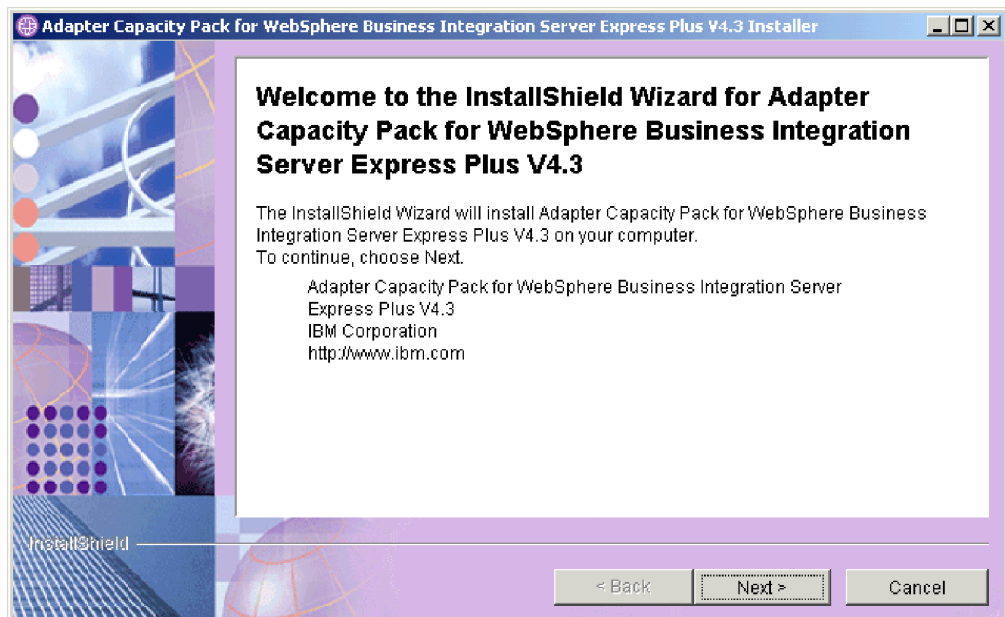 Adapter Capacity Pack for WebSphere Business Integration Server Express Plus V4.3 Installer
Welcome to the InstallShield Wizard for Adapter
Capacity Pack for WebSphere Business Integration
Server Express Plus V4.3
The InstallShield Wizard will install Adapter Capacity Pack for WebSphere Business
Integration Server Express Plus V4.3 on your computer.
To continue, choose Next.
Adapter Capacity Pack for WebSphere Business Integration Server
Express Plus V4.3
IBM Corporation
http://www.ibm.com
InstallShield
< Back
Next >
Cancel